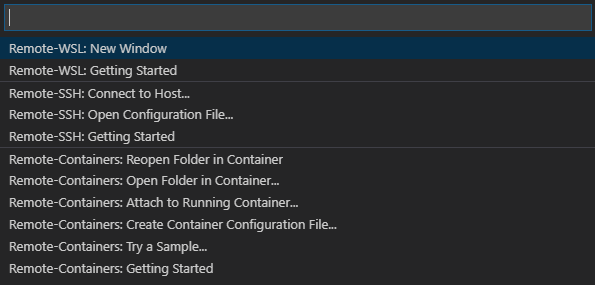 Remote-WSL: New Window
Remote-WSL: Getting Started
Remote-SSH: Connect to Host...
Remote-SSH: Open Configuration File...
Remote-SSH: Getting Started
Remote-Containers: Reopen Folder in Container
Remote-Containers: Open Folder in Container...
Remote-Containers: Attach to Running Container...
Remote-Containers: Create Container Configuration File...
Remote-Containers: Try a Sample...
Remote-Containers: Getting Started